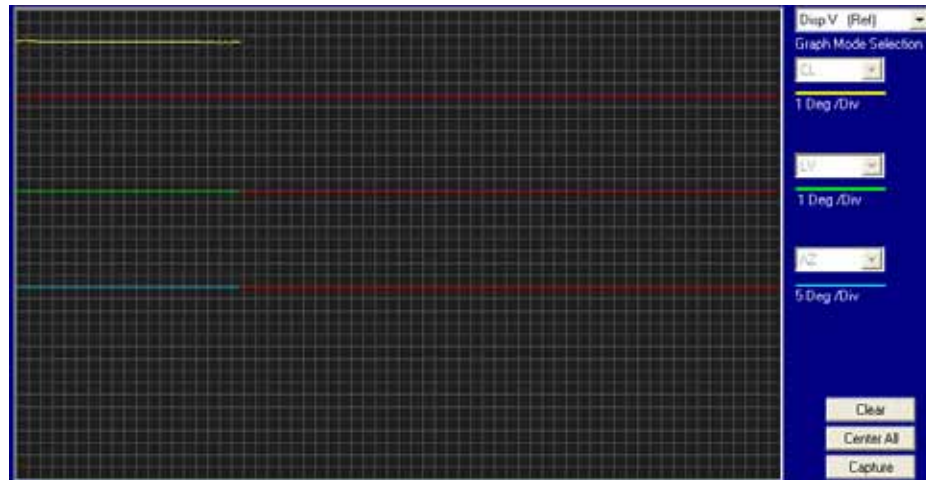 Disp V (Ref)
Graph Mode Selection
CL
1 Deg /Div
LV
1 Deg /Div
AZ
5 Deg /Div
Clear
Center All
Capture